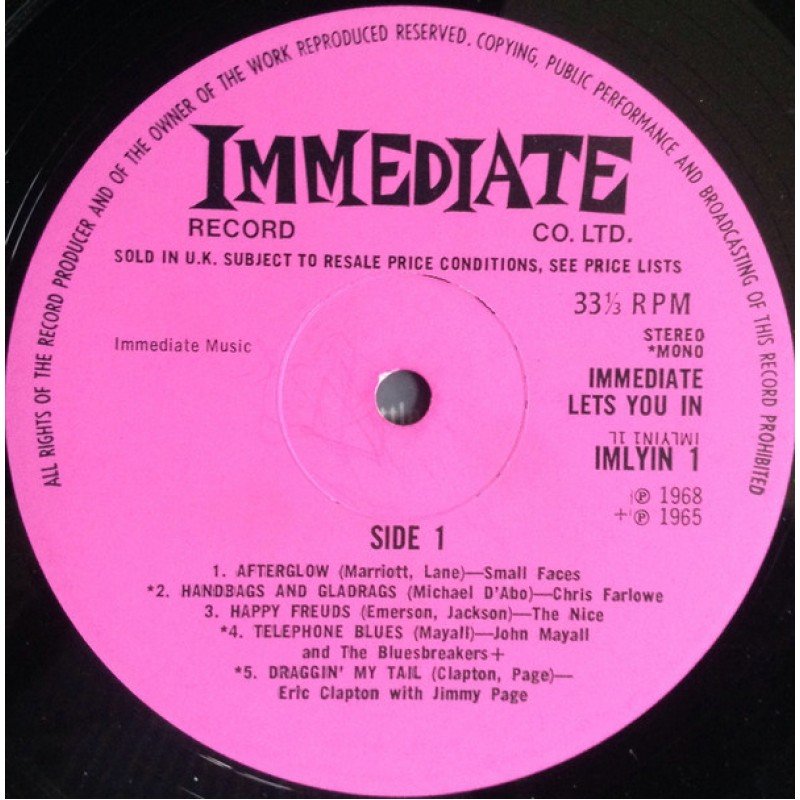 ALL RIGHTS OF THE RECORD PRODUCER AND OF THE OWNER OF THE WORK REPRODUCED RESERVED. COPYING, PUBLIC PERFORMANCE AND BROADCASTING OF THIS RECORD PROHIBITED
IMMEDIATE
RECORD CO. LTD.
SOLD IN U.K. SUBJECT TO RESALE PRICE CONDITIONS, SEE PRICE LISTS
33⅓ RPM
Immediate Music
STEREO
*MONO
IMMEDIATE
LETS YOU IN
IMLYIN1 1L
IMLYIN 1
℗ 1968
+℗ 1965
SIDE 1
1. AFTERGLOW (Marriott, Lane)—Small Faces
*2. HANDBAGS AND GLADRAGS (Michael D'Abo)—Chris Farlowe
3. HAPPY FREUDS (Emerson, Jackson)—The Nice
*4. TELEPHONE BLUES (Mayall)—John Mayall
and The Bluesbreakers+
*5. DRAGGIN' MY TAIL (Clapton, Page)—
Eric Clapton with Jimmy Page